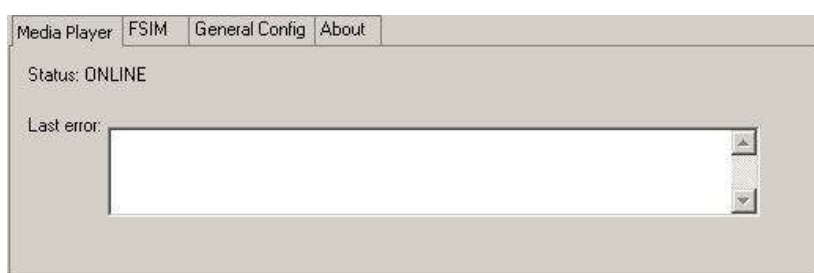 Media Player FSIM General Config About
Status: ONLINE
Last error: